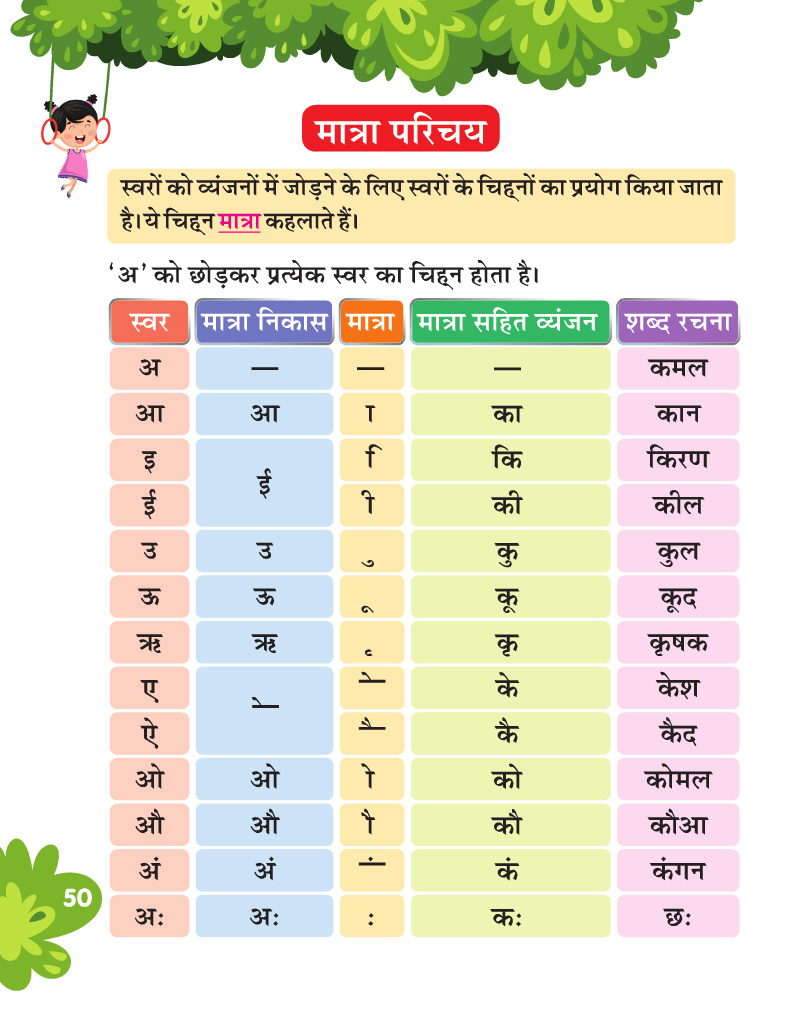 मात्रा परिचय
स्वरों को व्यंजनों में जोड़ने के लिए स्वरों के चिह्नों का प्रयोग किया जाता
है। ये चिह्न मात्रा कहलाते हैं।
‘अ’ को छोड़कर प्रत्येक स्वर का चिह्न होता है।
स्वर मात्रा निकास मात्रा मात्रा सहित व्यंजन शब्द रचना
अ — — — कमल
आ आ ा का कान
इ ई ि कि किरण
ई ी की कील
उ उ ु कु कुल
ऊ ऊ ू कू कूद
ऋ ऋ ृ कृ कृषक
ए े े के केश
ऐ ै कै कैद
ओ ओ ो को कोमल
औ औ ौ कौ कौआ
अं अं ं कं कंगन
अः अः ः कः छः
50